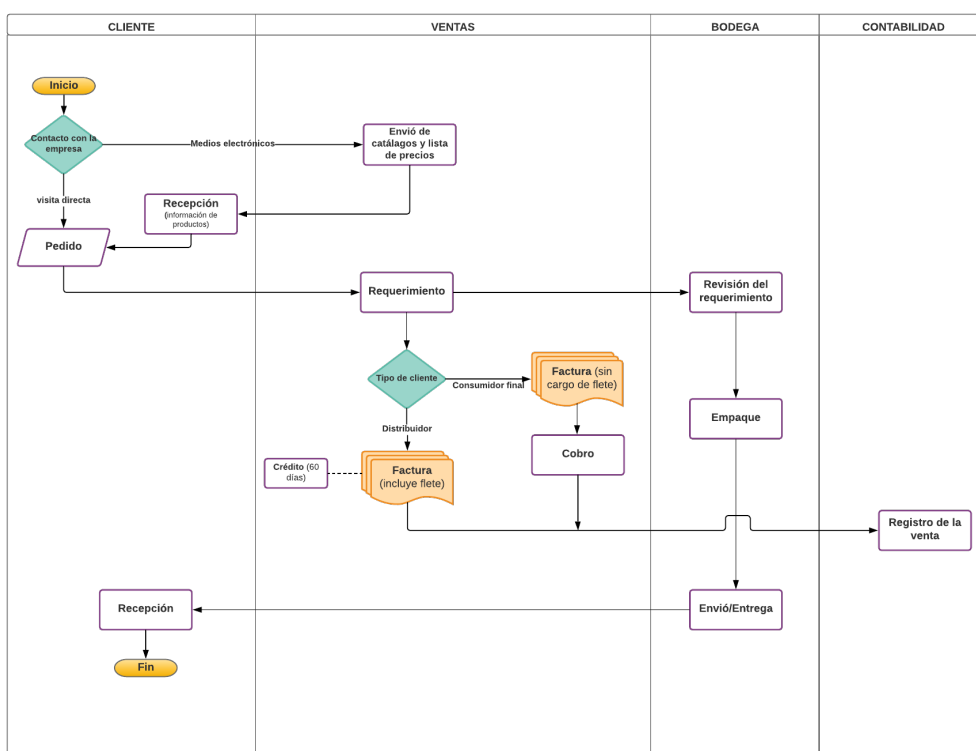 CLIENTE
VENTAS
BODEGA
CONTABILIDAD
Inicio
Contacto con la
empresa
Medios electrónicos
Envió de
catálagos y lista
de precios
visita directa
Recepción
(información de
productos)
Pedido
Requerimiento
Revisión del
requerimiento
Tipo de cliente
Consumidor final
Factura (sin
cargo de flete)
Distribuidor
Empaque
Cobro
Crédito (60
días)
Factura
(incluye flete)
Registro de la
venta
Recepción
Envió/Entrega
Fin